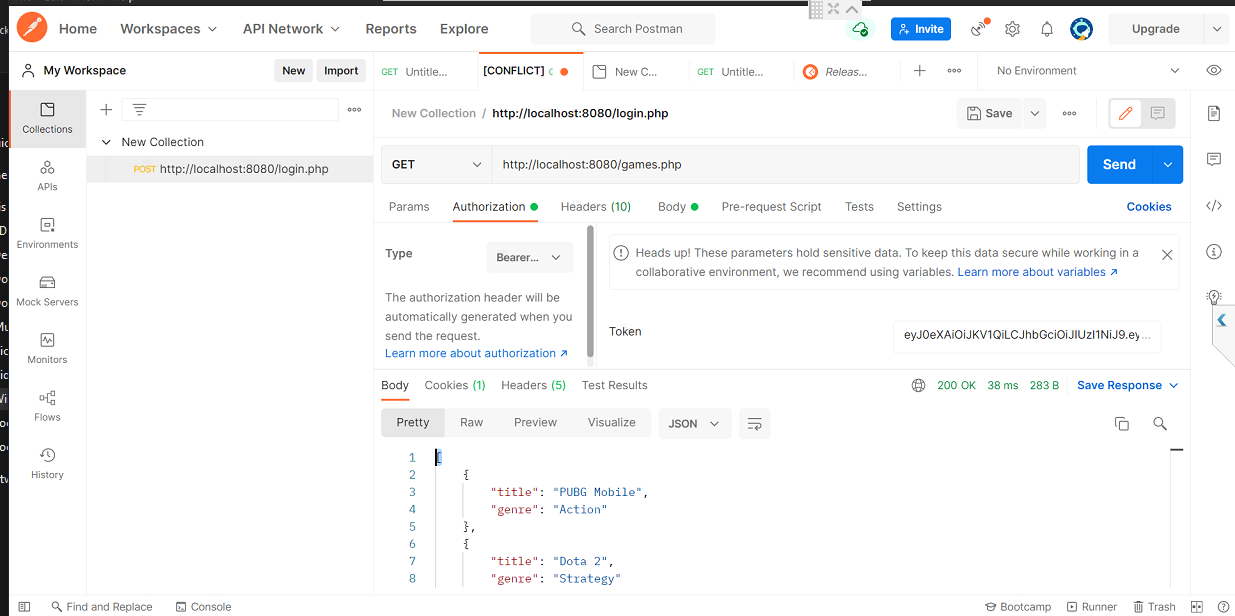 Home Workspaces API Network Reports Explore Search Postman Invite Upgrade
My Workspace New Import GET Untitle... [CONFLICT] New C... GET Untitle... Releas... No Environment
New Collection / http://localhost:8080/login.php Save
Collections
New Collection
POST http://localhost:8080/login.php
GET http://localhost:8080/games.php Send
APIs
Params Authorization Headers (10) Body Pre-request Script Tests Settings Cookies
Environments
Type Bearer... Heads up! These parameters hold sensitive data. To keep this data secure while working in a
collaborative environment, we recommend using variables. Learn more about variables
Mock Servers
The authorization header will be
automatically generated when you
send the request.
Learn more about authorization
Token eyJ0eXAiOiJKV1QiLCJhbGciOiJIUzI1NiJ9.ey...
Monitors
Body Cookies (1) Headers (5) Test Results 200 OK 38 ms 283 B Save Response
Flows
Pretty Raw Preview Visualize JSON
History
1 [
2 {
3 "title": "PUBG Mobile",
4 "genre": "Action"
5 },
6 {
7 "title": "Dota 2",
8 "genre": "Strategy"
Find and Replace Console Bootcamp Runner Trash